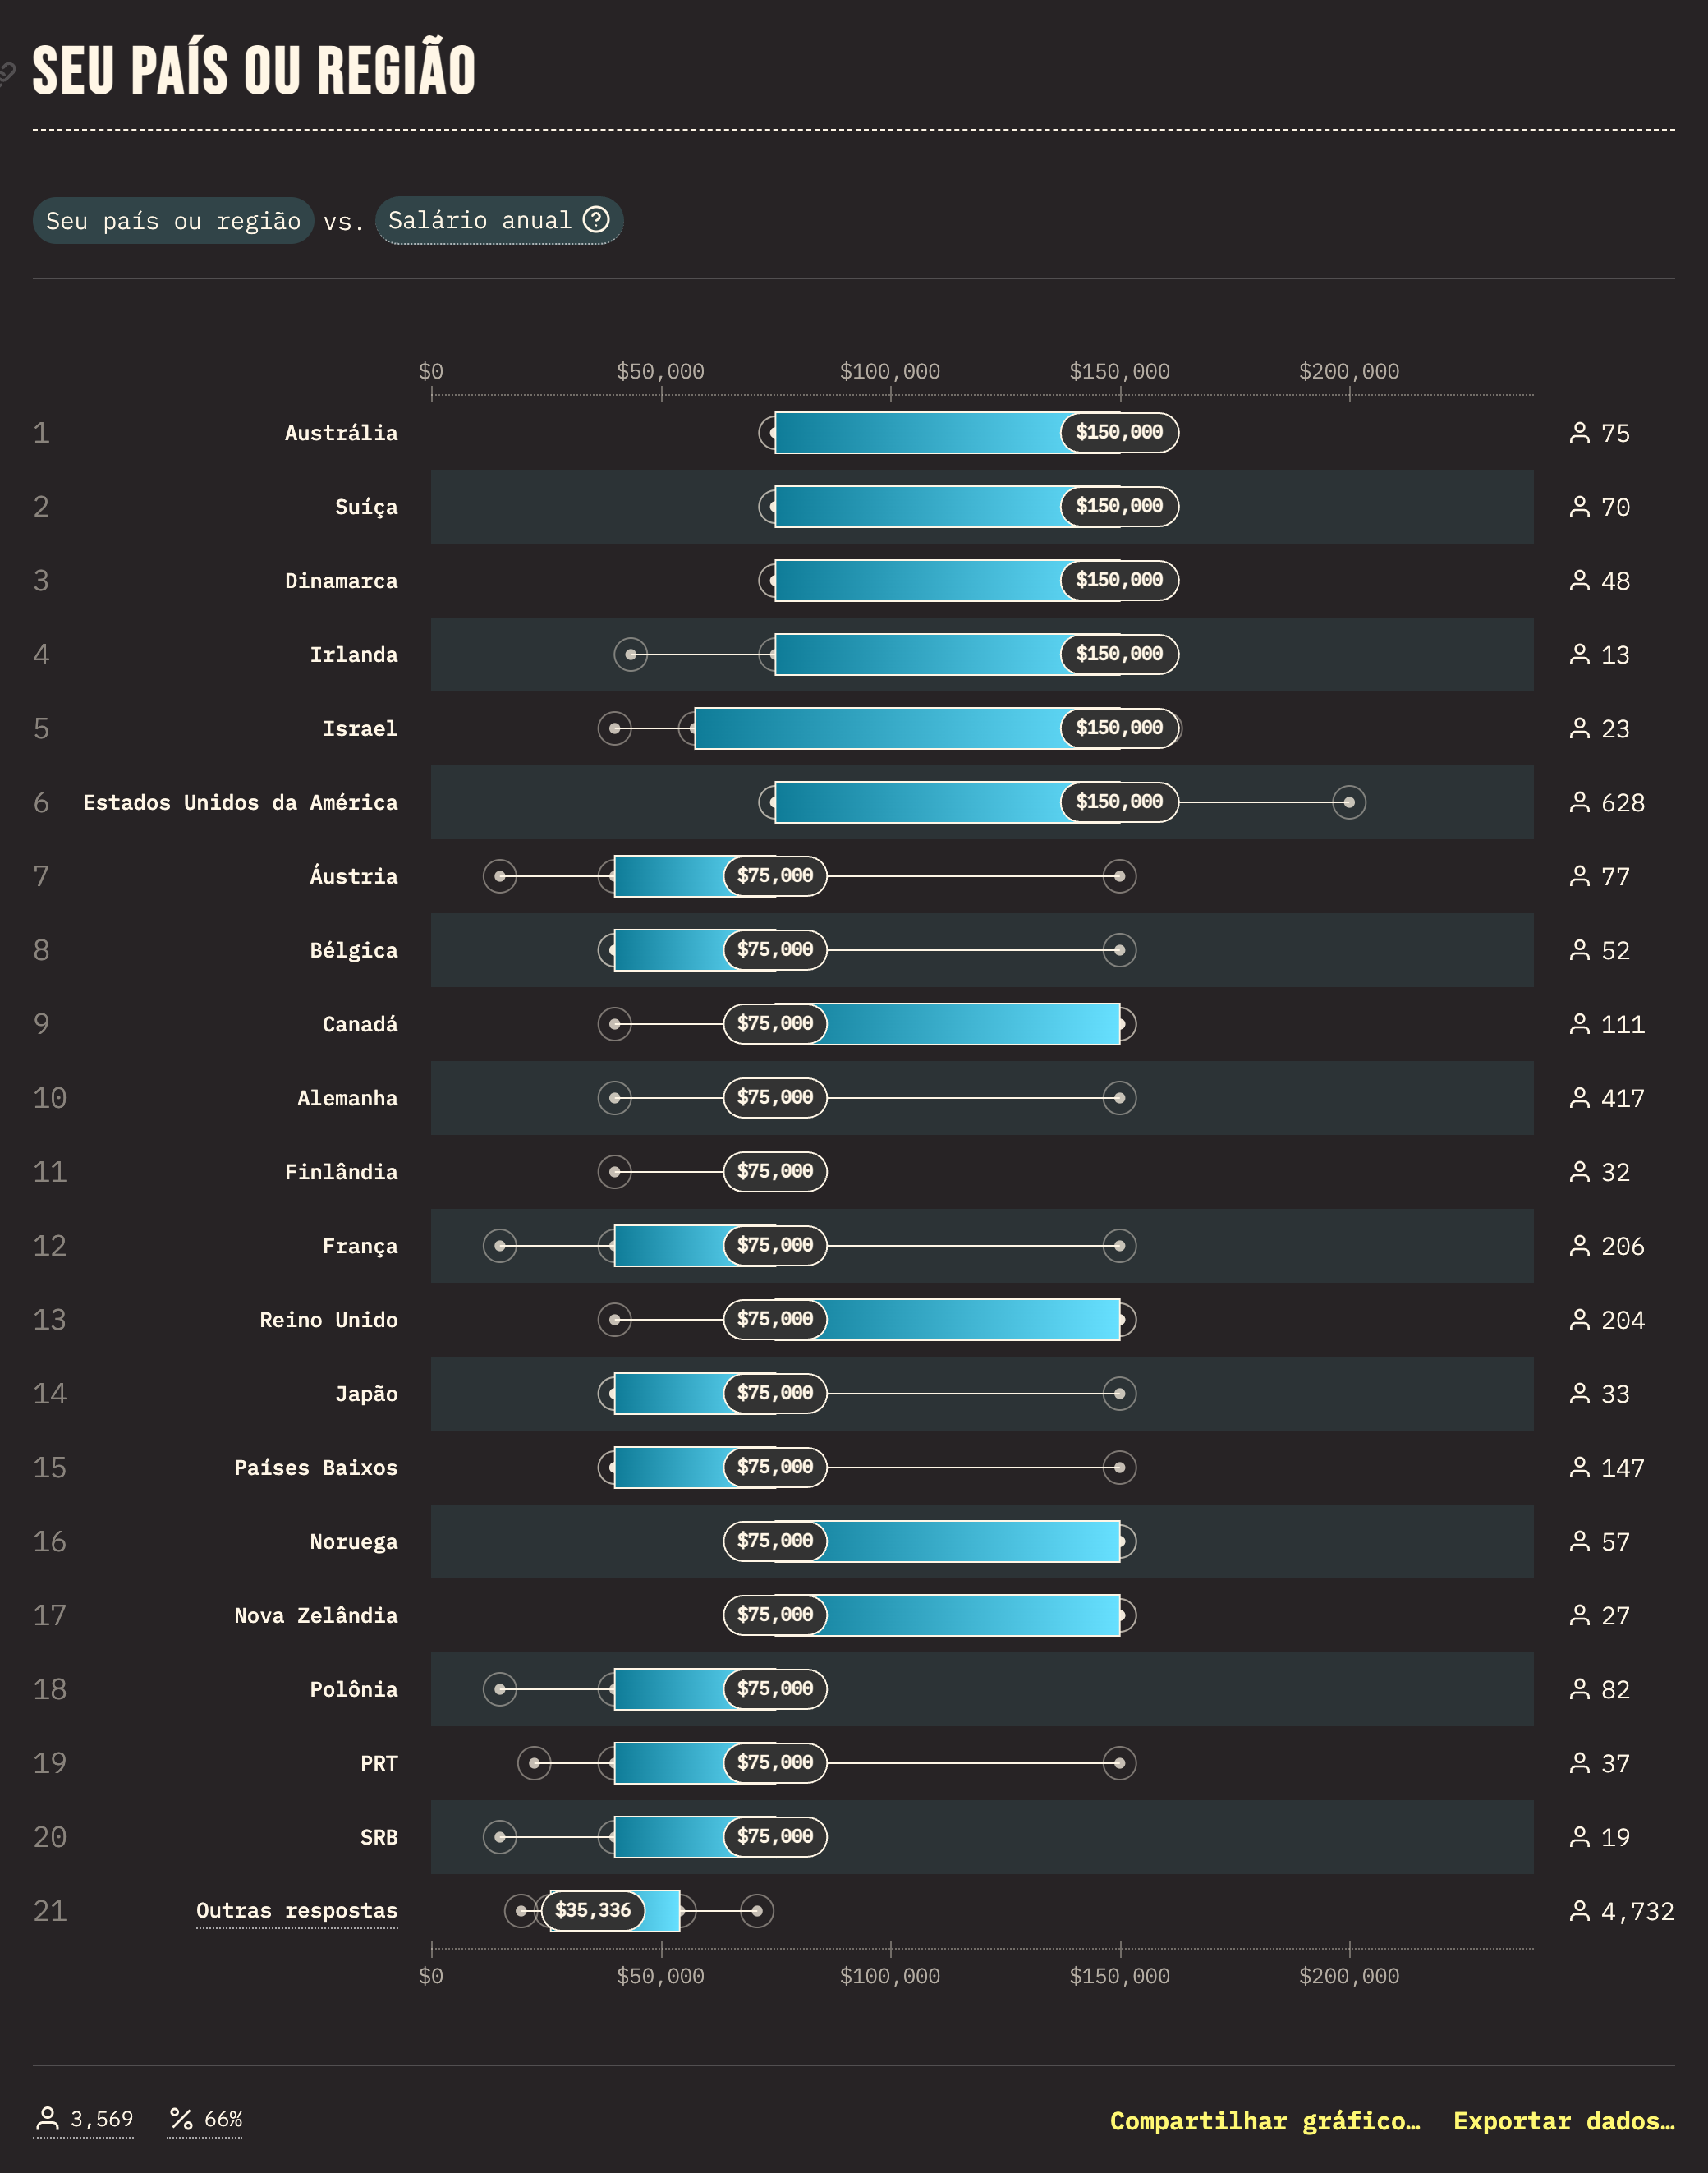 SEU PAÍS OU REGIÃO
Seu país ou região vs. Salário anual ?
$0 $50,000 $100,000 $150,000 $200,000
1 Austrália $150,000 75
2 Suíça $150,000 70
3 Dinamarca $150,000 48
4 Irlanda $150,000 13
5 Israel $150,000 23
6 Estados Unidos da América $150,000 628
7 Áustria $75,000 77
8 Bélgica $75,000 52
9 Canadá $75,000 111
10 Alemanha $75,000 417
11 Finlândia $75,000 32
12 França $75,000 206
13 Reino Unido $75,000 204
14 Japão $75,000 33
15 Países Baixos $75,000 147
16 Noruega $75,000 57
17 Nova Zelândia $75,000 27
18 Polônia $75,000 82
19 PRT $75,000 37
20 SRB $75,000 19
21 Outras respostas $35,336 4,732
$0 $50,000 $100,000 $150,000 $200,000
3,569 % 66% Compartilhar gráfico… Exportar dados…